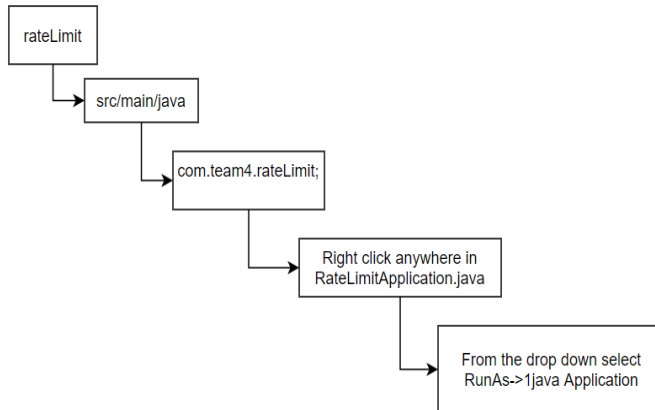 rateLimit
src/main/java
com.team4.rateLimit;
Right click anywhere in
RateLimitApplication.java
From the drop down select
RunAs->1java Application